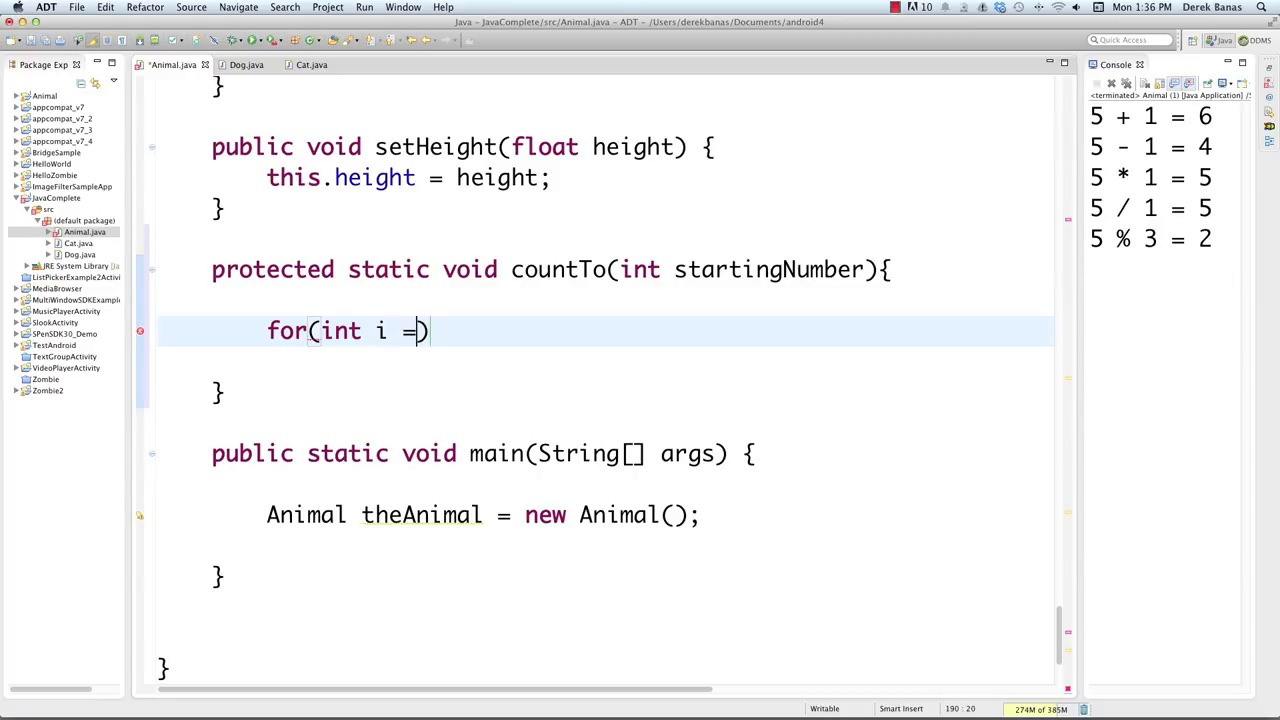 ADT File Edit Refactor Source Navigate Search Project Run Window Help 10 Mon 1:36 PM Derek Banas
Java – JavaComplete/src/Animal.java – ADT – /Users/derekbanas/Documents/android4
Quick Access Java DDMS
Package Exp
Animal
appcompat_v7
appcompat_v7_2
appcompat_v7_3
appcompat_v7_4
BridgeSample
HelloWorld
HelloZombie
ImageFilterSampleApp
JavaComplete
src
(default package)
Animal.java
Cat.java
Dog.java
JRE System Library [Ja
ListPickerExample2Activi
MediaBrowser
MultiWindowSDKExample
MusicPlayerActivity
SlookActivity
SPenSDK30_Demo
TestAndroid
TextGroupActivity
VideoPlayerActivity
Zombie
Zombie2
*Animal.java Dog.java Cat.java
}
public void setHeight(float height) {
this.height = height;
}
protected static void countTo(int startingNumber){
for(int i =)
}
public static void main(String[] args) {
Animal theAnimal = new Animal();
}
}
Console
<terminated> Animal (1) [Java Application] /S
5 + 1 = 6
5 - 1 = 4
5 * 1 = 5
5 / 1 = 5
5 % 3 = 2
Writable Smart Insert 190 : 20 274M of 385M